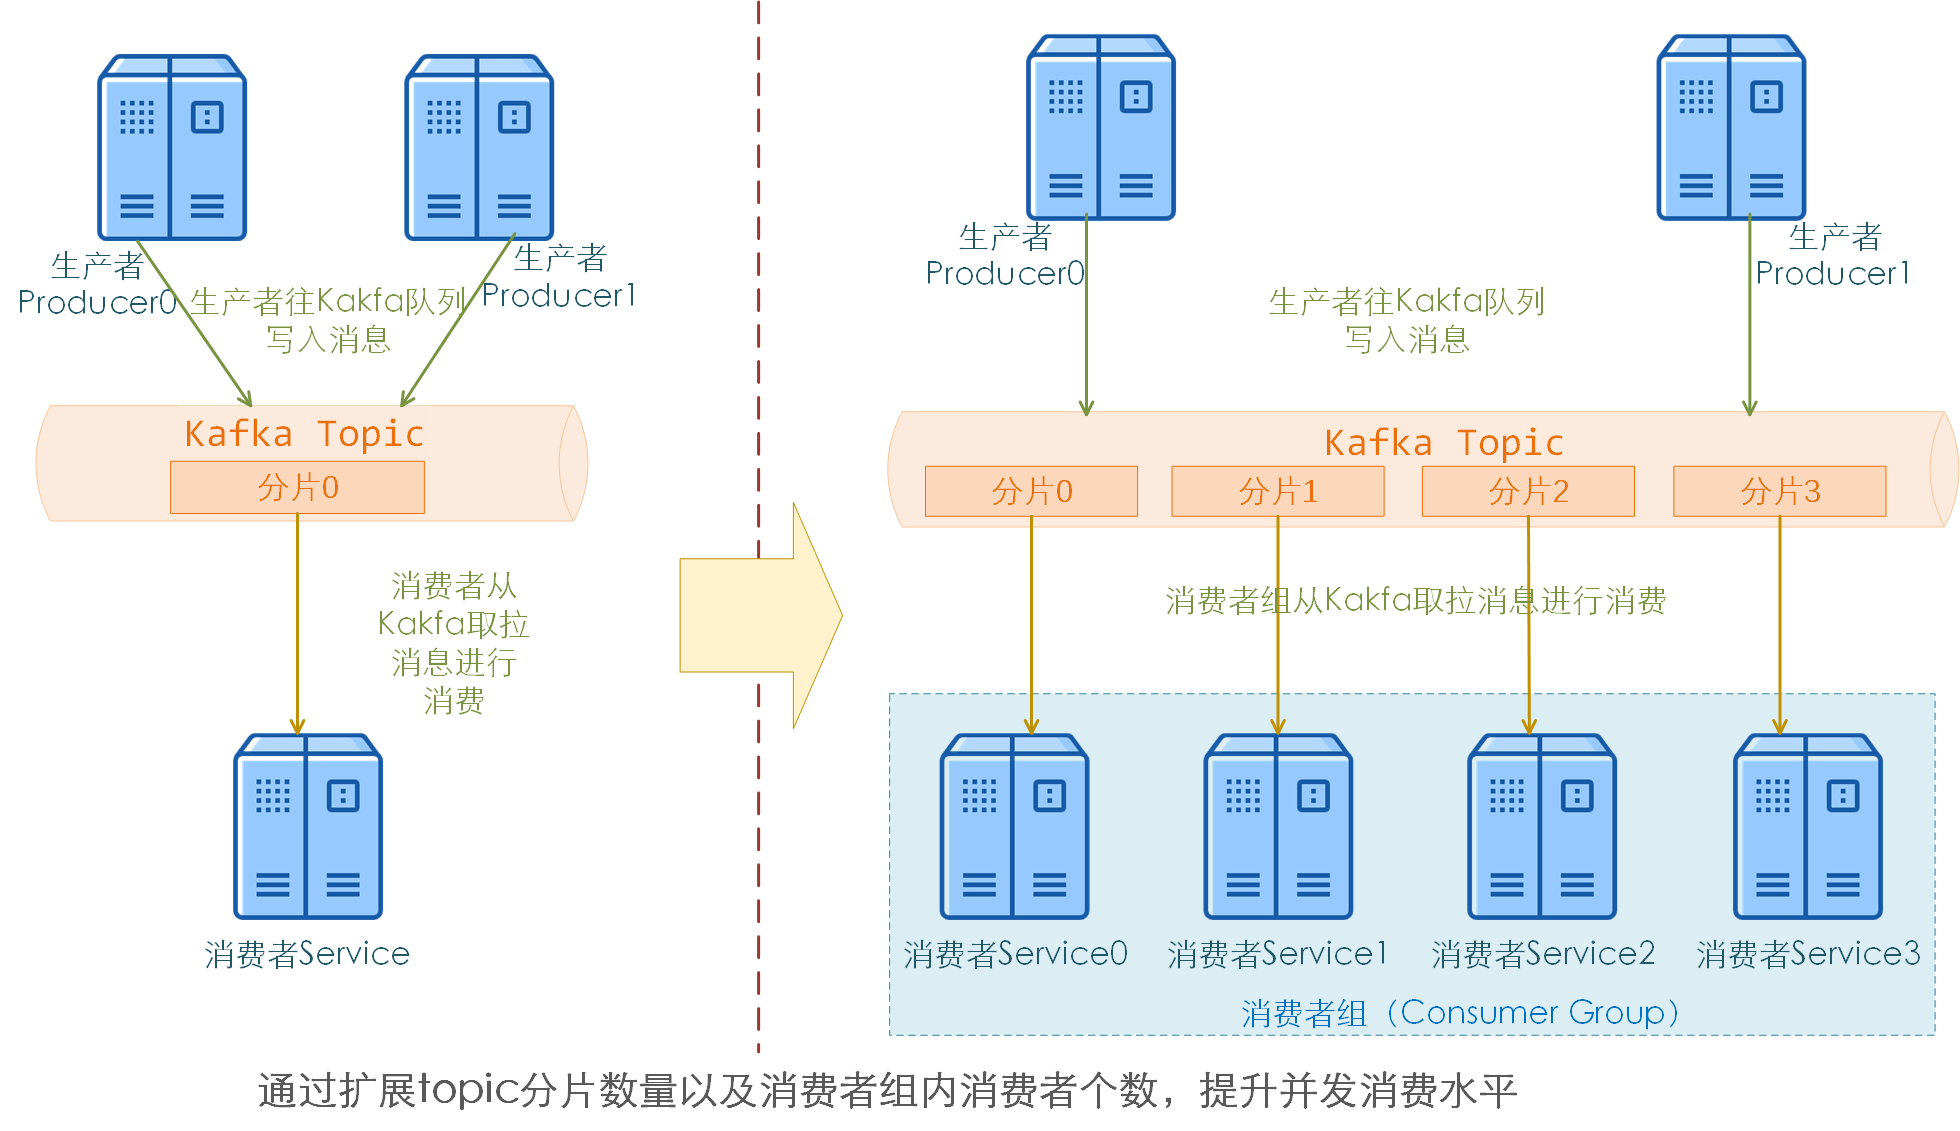 生产者
Producer0
生产者
Producer1
生产者往Kakfa队列
写入消息
Kafka Topic
分片0
消费者从
Kakfa取拉
消息进行
消费
消费者Service
生产者
Producer0
生产者
Producer1
生产者往Kakfa队列
写入消息
Kafka Topic
分片0
分片1
分片2
分片3
消费者组从Kakfa取拉消息进行消费
消费者Service0
消费者Service1
消费者Service2
消费者Service3
消费者组（Consumer Group）
通过扩展topic分片数量以及消费者组内消费者个数，提升并发消费水平